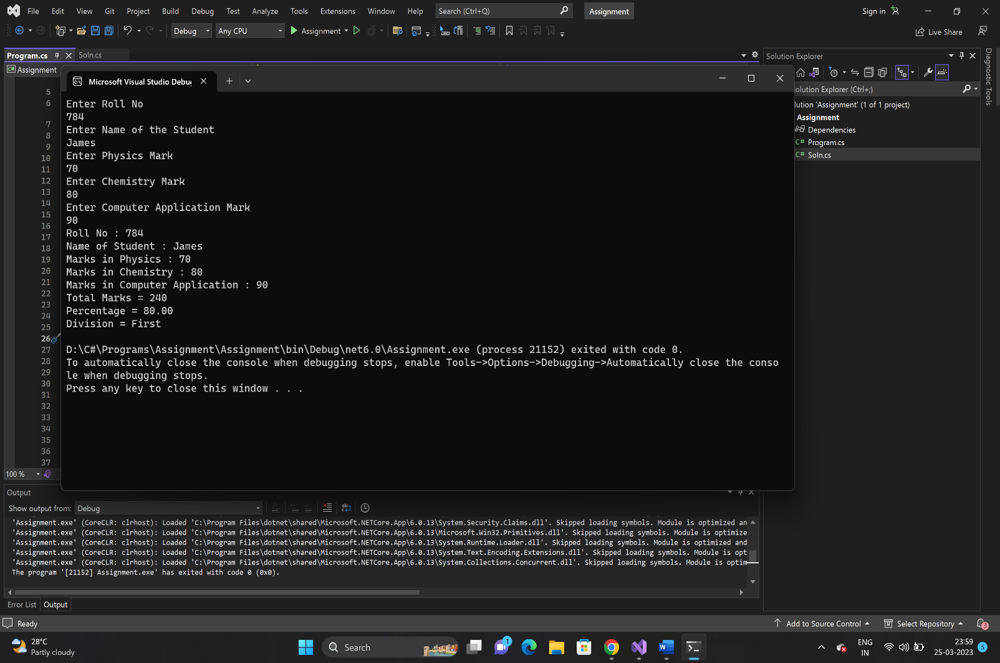 File Edit View Git Project Build Debug Test Analyze Tools Extensions Window Help Search (Ctrl+Q) Assignment Sign in
Debug Any CPU Assignment Live Share
Program.cs Soln.cs
C# Assignment
Solution Explorer
Diagnostic Tools
Microsoft Visual Studio Debu
olution Explorer (Ctrl+;)
lution 'Assignment' (1 of 1 project)
Assignment
Dependencies
C# Program.cs
C# Soln.cs
5
6
7
8
9
10
11
12
13
14
15
16
17
18
19
20
21
22
23
24
25
26
27
28
29
30
31
32
33
34
35
36
37
Enter Roll No
784
Enter Name of the Student
James
Enter Physics Mark
70
Enter Chemistry Mark
80
Enter Computer Application Mark
90
Roll No : 784
Name of Student : James
Marks in Physics : 70
Marks in Chemistry : 80
Marks in Computer Application : 90
Total Marks = 240
Percentage = 80.00
Division = First
D:\C#\Programs\Assignment\Assignment\bin\Debug\net6.0\Assignment.exe (process 21152) exited with code 0.
To automatically close the console when debugging stops, enable Tools->Options->Debugging->Automatically close the conso
le when debugging stops.
Press any key to close this window . . .
100 %
Output
Show output from: Debug
'Assignment.exe' (CoreCLR: clrhost): Loaded 'C:\Program Files\dotnet\shared\Microsoft.NETCore.App\6.0.13\System.Security.Claims.dll'. Skipped loading symbols. Module is optimized an
'Assignment.exe' (CoreCLR: clrhost): Loaded 'C:\Program Files\dotnet\shared\Microsoft.NETCore.App\6.0.13\Microsoft.Win32.Primitives.dll'. Skipped loading symbols. Module is optimize
'Assignment.exe' (CoreCLR: clrhost): Loaded 'C:\Program Files\dotnet\shared\Microsoft.NETCore.App\6.0.13\System.Runtime.Loader.dll'. Skipped loading symbols. Module is optimized and
'Assignment.exe' (CoreCLR: clrhost): Loaded 'C:\Program Files\dotnet\shared\Microsoft.NETCore.App\6.0.13\System.Text.Encoding.Extensions.dll'. Skipped loading symbols. Module is opt
'Assignment.exe' (CoreCLR: clrhost): Loaded 'C:\Program Files\dotnet\shared\Microsoft.NETCore.App\6.0.13\System.Collections.Concurrent.dll'. Skipped loading symbols. Module is optim
The program '[21152] Assignment.exe' has exited with code 0 (0x0).
Error List Output
Ready Add to Source Control Select Repository 3
28°C
Partly cloudy
Search
1
ENG
IN
23:59
25-03-2023
5